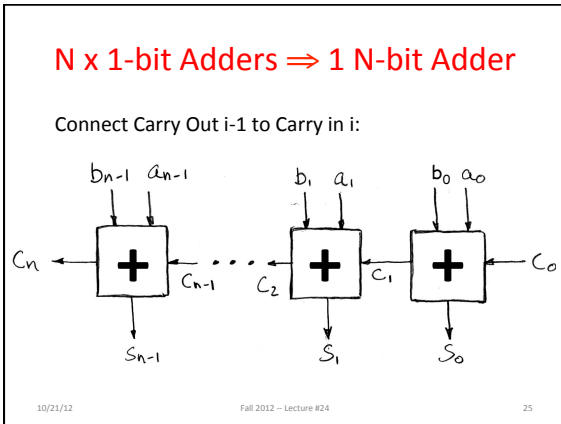 N x 1-bit Adders ⇒ 1 N-bit Adder
Connect Carry Out i-1 to Carry in i:
bn-1 an-1 b1 a1 b0 a0
+ + +
Cn Cn-1 • • • C2 C1 C0
Sn-1 S1 S0
10/21/12 Fall 2012 -- Lecture #24 25